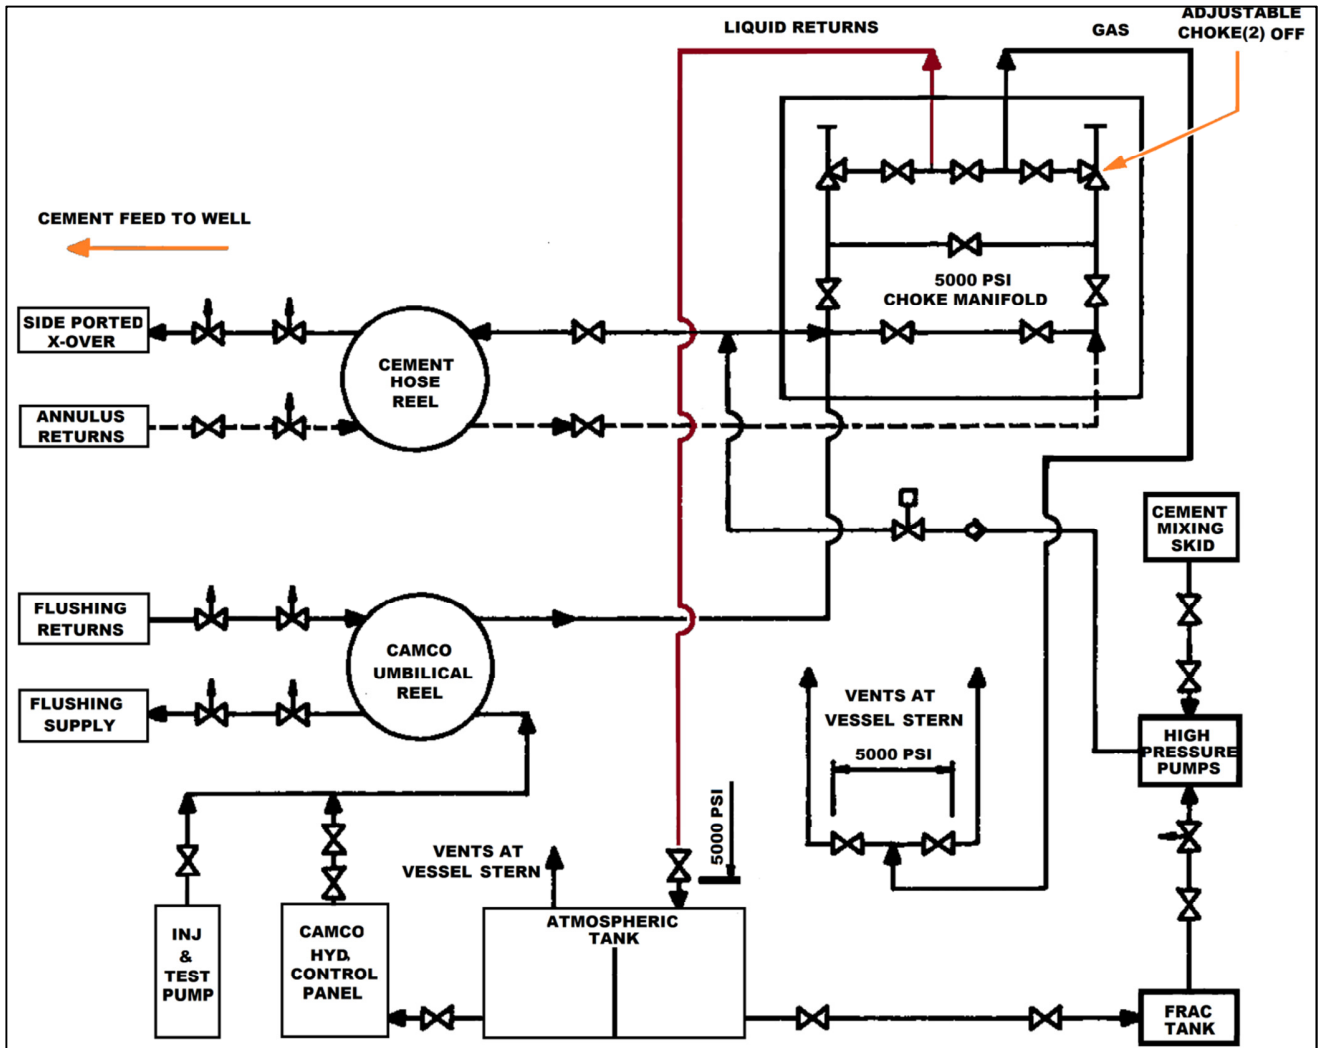 LIQUID RETURNS
GAS
ADJUSTABLE
CHOKE(2) OFF
CEMENT FEED TO WELL
5000 PSI
CHOKE MANIFOLD
SIDE PORTED
X-OVER
CEMENT
HOSE
REEL
ANNULUS
RETURNS
CEMENT
MIXING
SKID
FLUSHING
RETURNS
CAMCO
UMBILICAL
REEL
FLUSHING
SUPPLY
VENTS AT
VESSEL STERN
5000 PSI
HIGH
PRESSURE
PUMPS
5000 PSI
VENTS AT
VESSEL STERN
INJ
&
TEST
PUMP
CAMCO
HYD.
CONTROL
PANEL
ATMOSPHERIC
TANK
FRAC
TANK